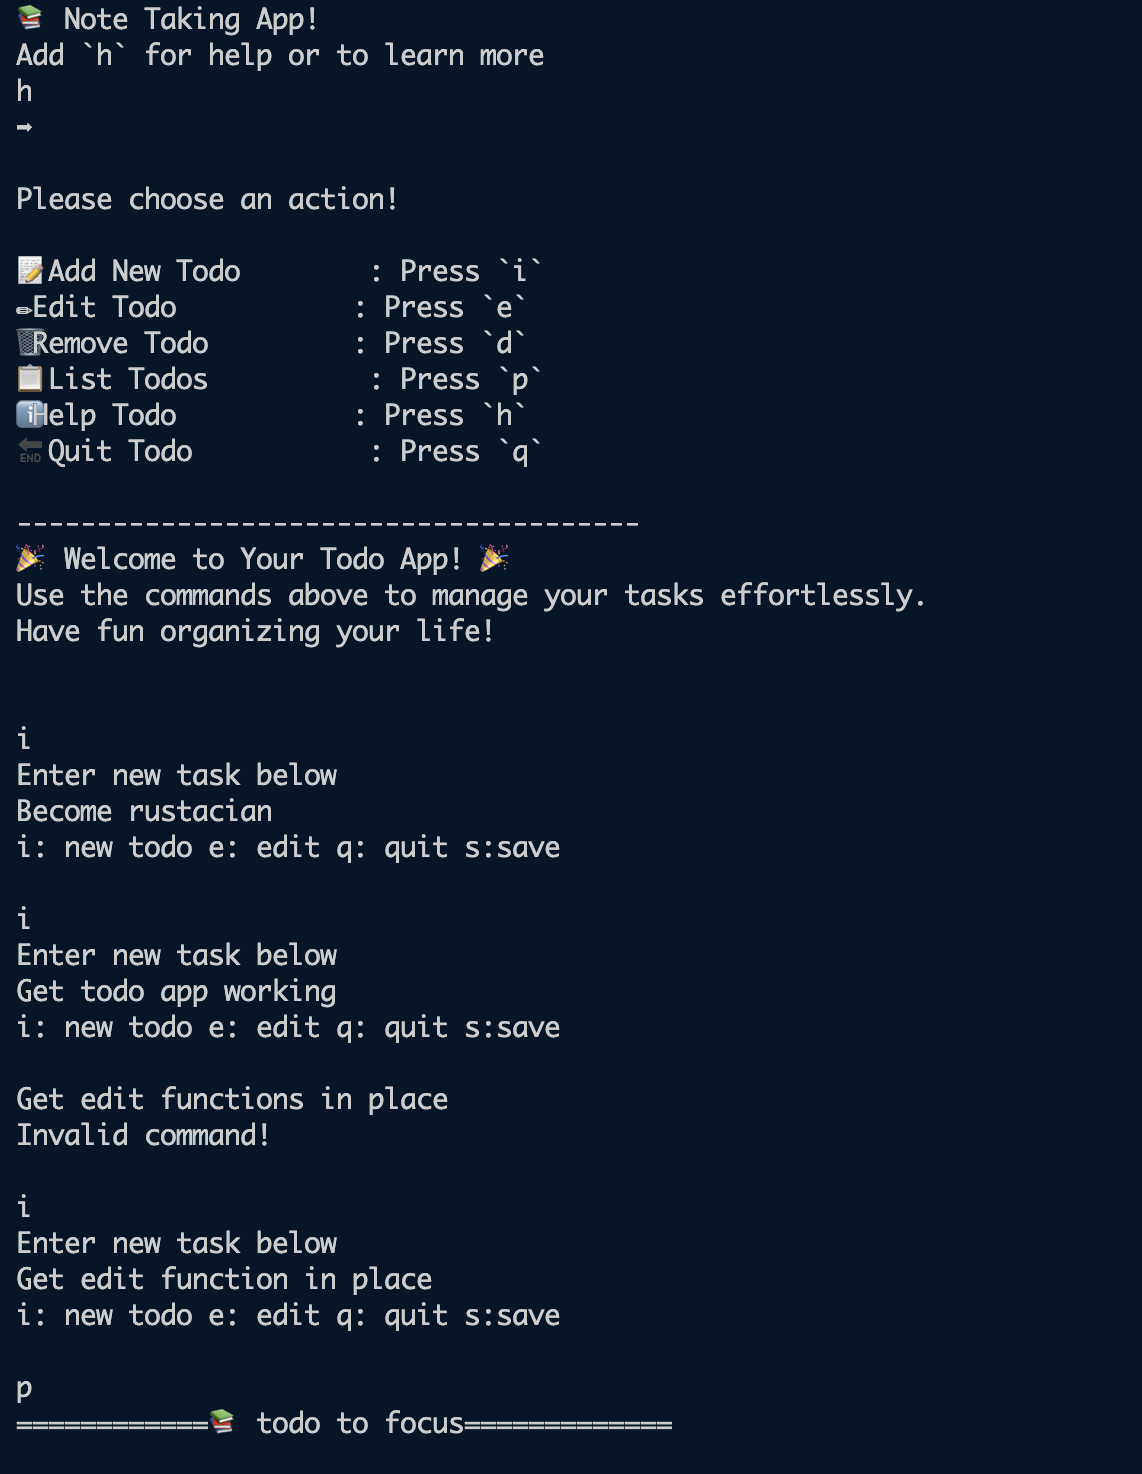 📚 Note Taking App!
Add `h` for help or to learn more
h
➡

Please choose an action!

📝Add New Todo        : Press `i`
✏Edit Todo           : Press `e`
🗑Remove Todo         : Press `d`
📋List Todos          : Press `p`
ℹHelp Todo           : Press `h`
🔚Quit Todo           : Press `q`

---------------------------------------
🎉 Welcome to Your Todo App! 🎉
Use the commands above to manage your tasks effortlessly.
Have fun organizing your life!

i
Enter new task below
Become rustacian
i: new todo e: edit q: quit s:save

i
Enter new task below
Get todo app working
i: new todo e: edit q: quit s:save

Get edit functions in place
Invalid command!

i
Enter new task below
Get edit function in place
i: new todo e: edit q: quit s:save

p
============📚 todo to focus=============